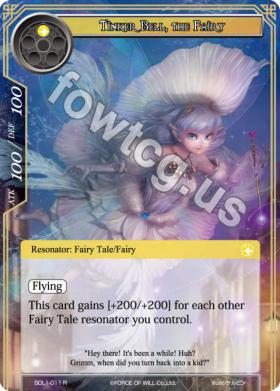 Tinker Bell, the Fairy
ATK 100 / DEF 100
fowtcg.us
Resonator: Fairy Tale/Fairy
Flying
This card gains [+200/+200] for each other
Fairy Tale resonator you control.
"Hey there! It's been a while! Huh?
Grimm, when did you turn back into a kid?"
SDL1-011 R
©FORCE OF WILL Co.,Ltd.